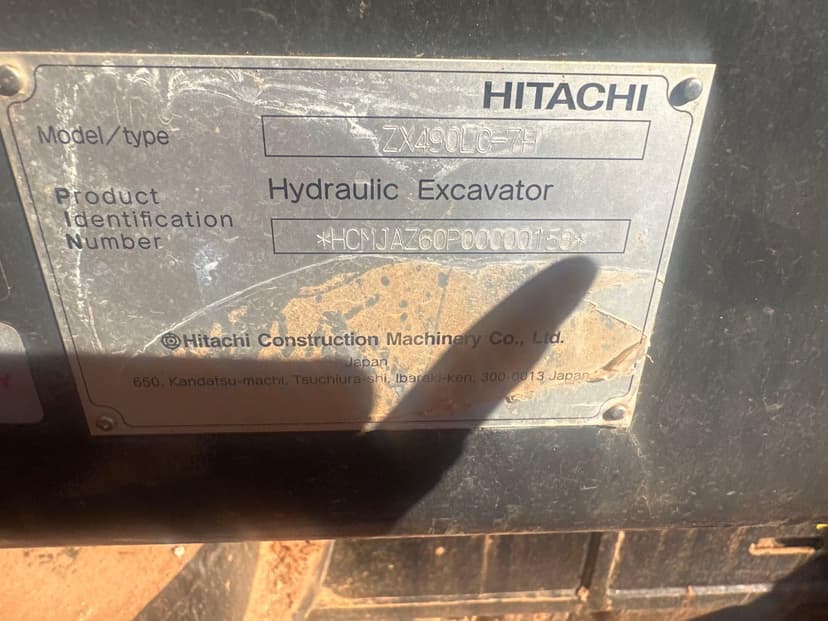 HITACHI
Model/type ZX490LC-7H
Hydraulic Excavator
Product
Identification
Number
Hitachi Construction Machinery Co., Ltd.
Japan
650, Kandatsu-machi, Tsuchiura-shi, Ibaraki-ken, 300-0013 Japan